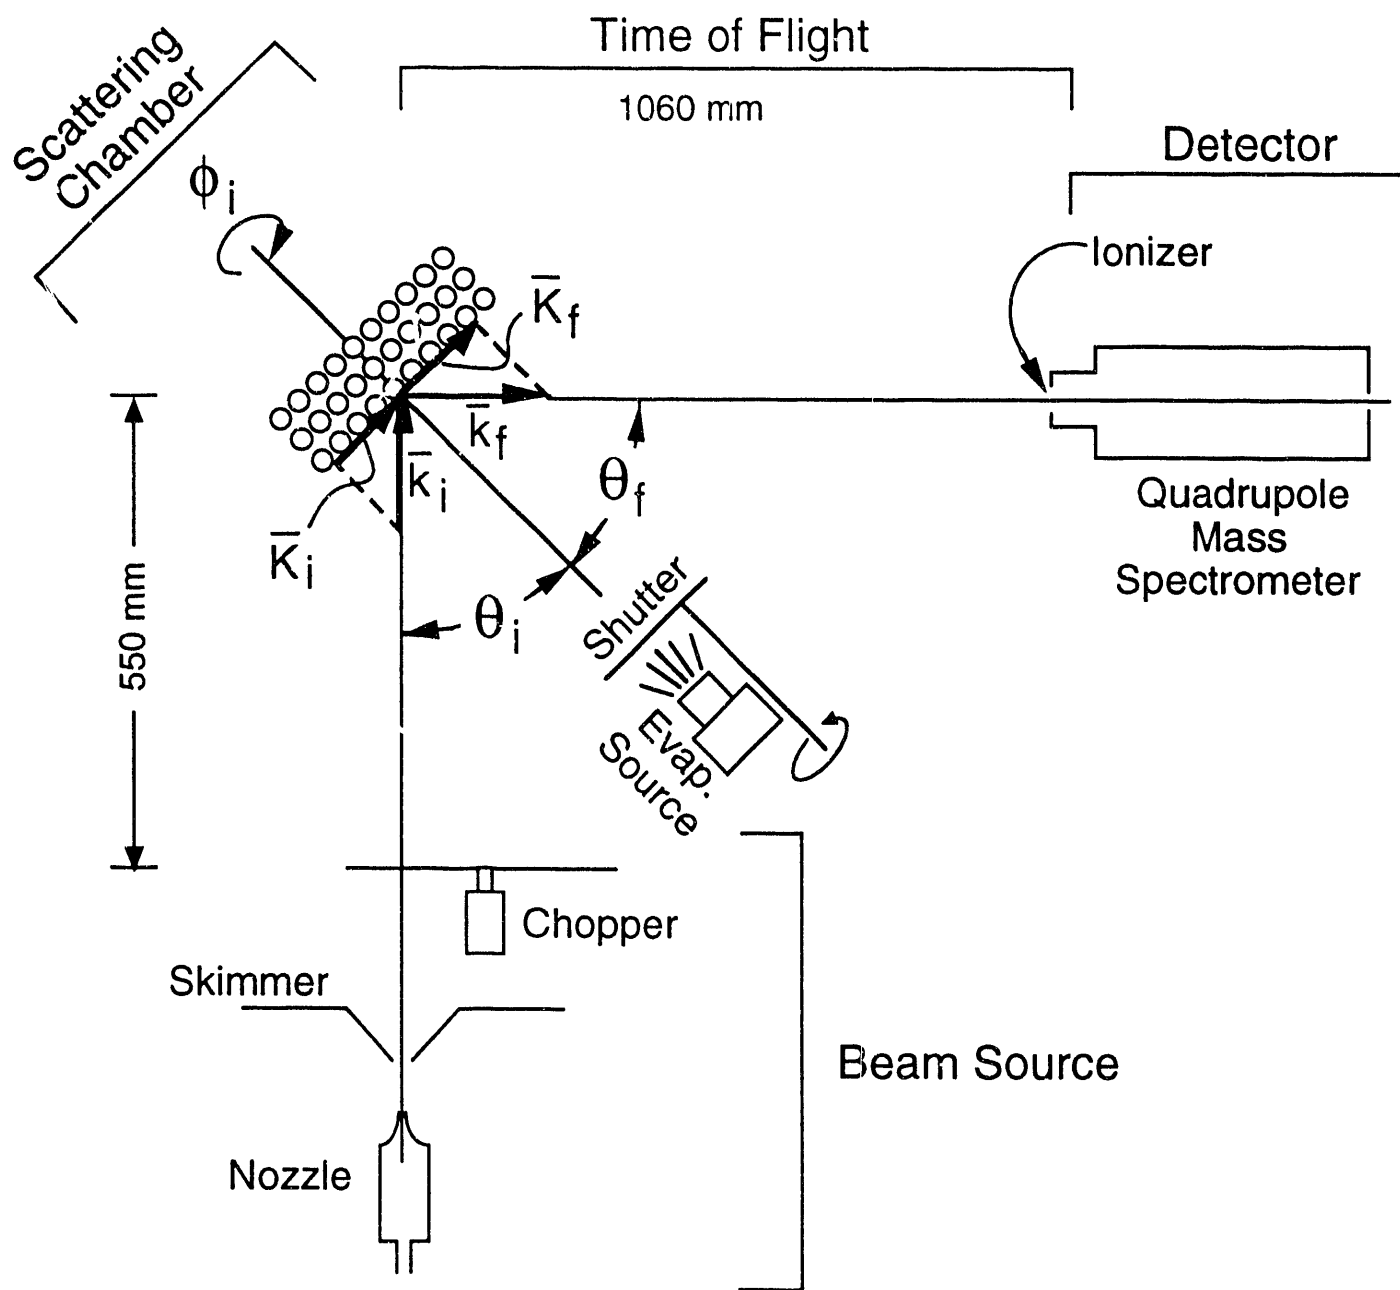 Time of Flight
1060 mm
Scattering
Chamber
Detector
ϕi
Ionizer
K̅f
k̅f
k̅i
K̅i
θf
θi
Quadrupole
Mass
Spectrometer
550 mm
Shutter
Evap.
Source
Chopper
Skimmer
Beam Source
Nozzle